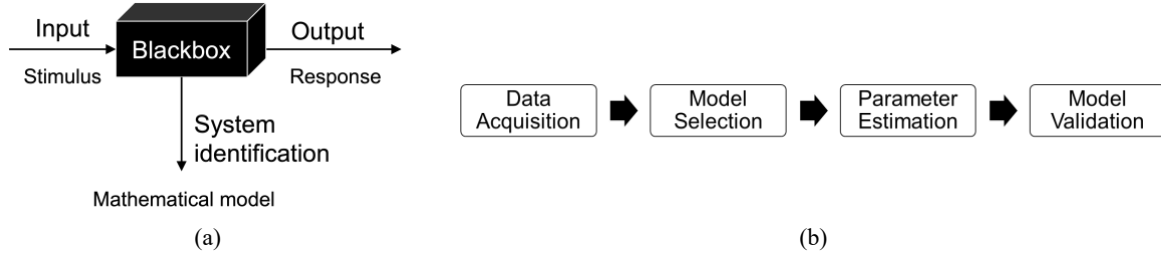 Input
Stimulus
Blackbox
Output
Response
System
identification
Mathematical model
(a)
Data
Acquisition
Model
Selection
Parameter
Estimation
Model
Validation
(b)